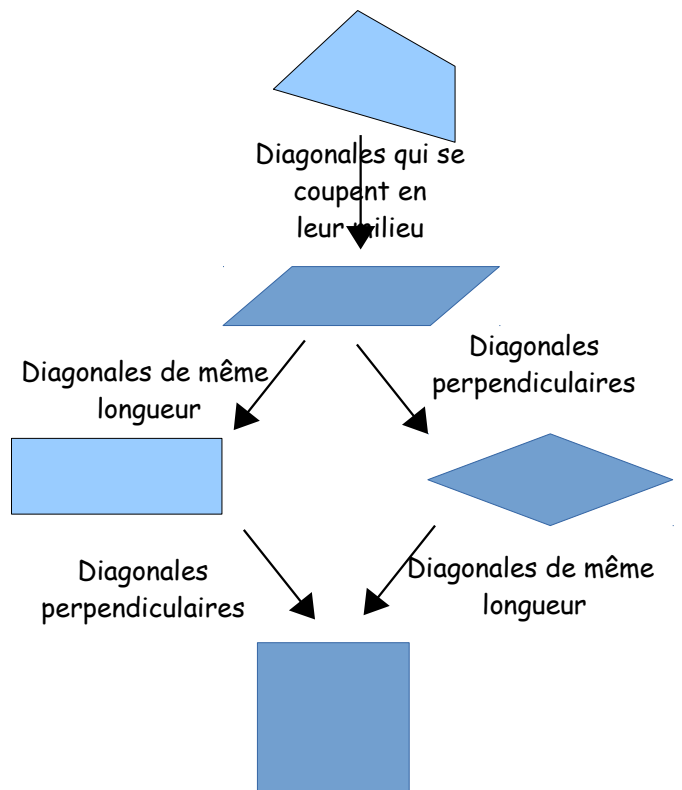 Diagonales qui se
coupent en
leur milieu
Diagonales
perpendiculaires
Diagonales de même
longueur
Diagonales
perpendiculaires
Diagonales de même
longueur